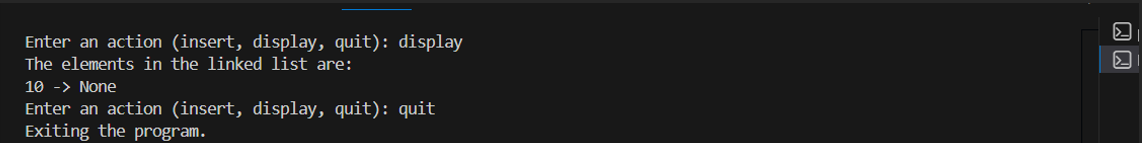 Enter an action (insert, display, quit): display
The elements in the linked list are:
10 -> None
Enter an action (insert, display, quit): quit
Exiting the program.